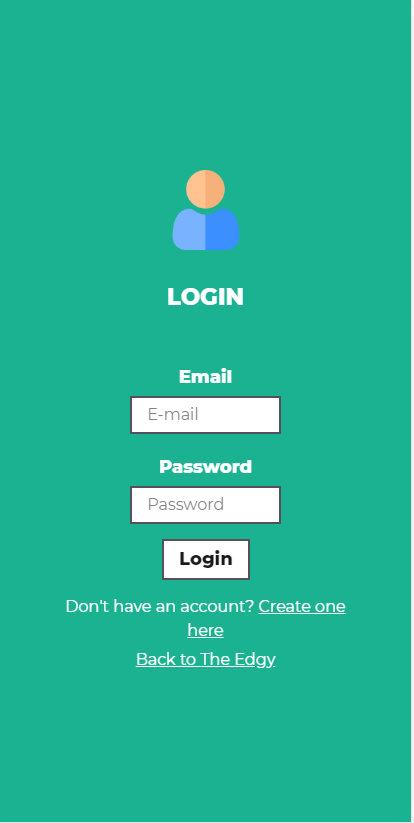 LOGIN
Email
E-mail
Password
Password
Login
Don't have an account? Create one
here
Back to The Edgy